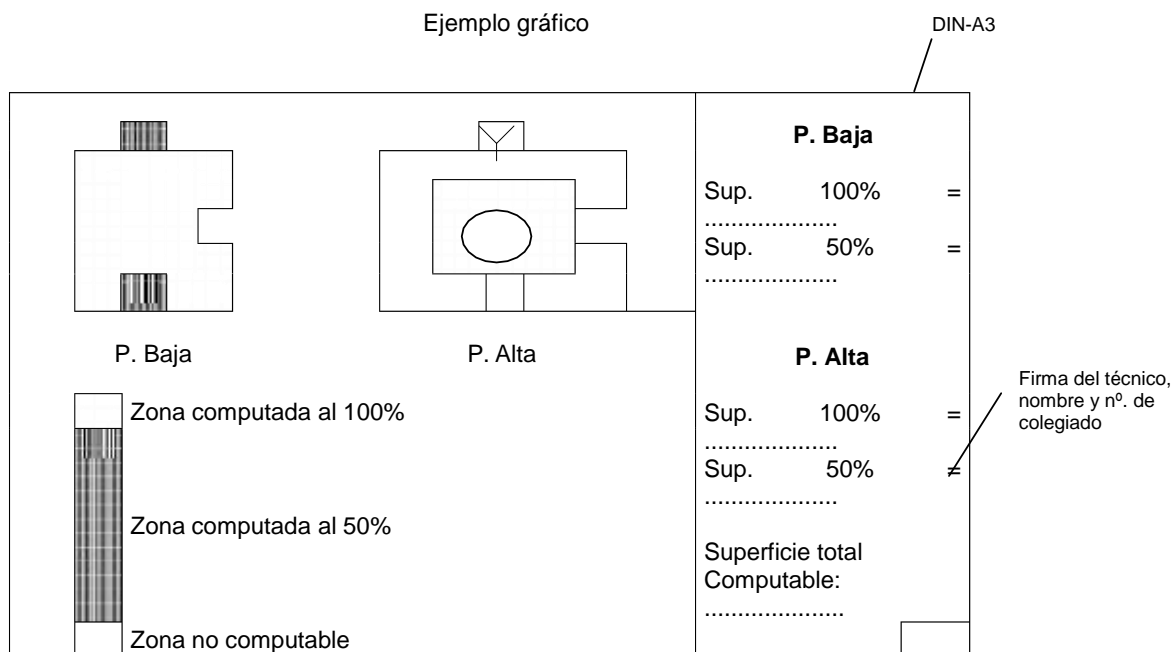 Ejemplo gráfico
DIN-A3
P. Baja
Sup. 100% =
....................
Sup. 50% =
....................
P. Baja
P. Alta
P. Alta
Zona computada al 100%
Sup. 100% =
....................
Firma del técnico,
nombre y nº. de
colegiado
Sup. 50% =
....................
Zona computada al 50%
Superficie total
Computable:
.....................
Zona no computable